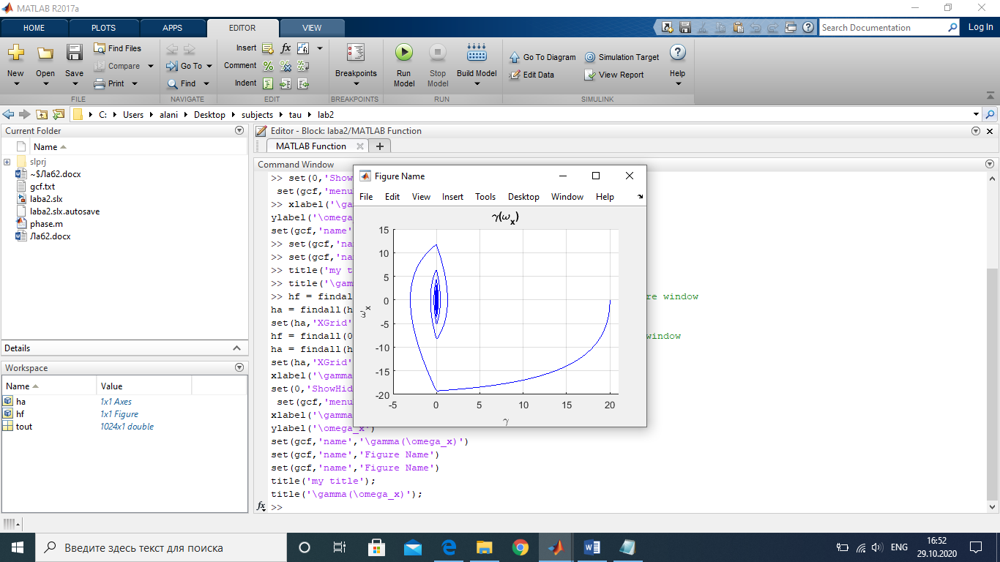 MATLAB R2017a
HOME PLOTS APPS EDITOR VIEW
Search Documentation
Log In
New Open Save
Find Files
Compare
Print
FILE
Go To
Find
NAVIGATE
Insert
Comment
Indent
EDIT
Breakpoints
BREAKPOINTS
Run Model
Stop Model
Build Model
RUN
Go To Diagram
Edit Data
Simulation Target
View Report
Help
SIMULINK
C: Users alani Desktop subjects tau lab2
Current Folder
Name
slprj
~$Ла62.docx
gcf.txt
laba2.slx
laba2.slx.autosave
phase.m
Ла62.docx
Details
Workspace
Name Value
ha 1x1 Axes
hf 1x1 Figure
tout 1024x1 double
Editor - Block: laba2/MATLAB Function
MATLAB Function
Command Window
>> set(0,'Show
set(gcf,'menu
>> xlabel('\ga
ylabel('\omega
set(gcf,'name'
>> set(gcf,'na
>> set(gcf,'na
>> title('my t
>> title('\gam
>> hf = findal re window
ha = findall(h
set(ha,'XGrid'
hf = findall(0 window
ha = findall(h
set(ha,'XGrid'
xlabel('\gamma
set(0,'ShowHid
set(gcf,'menu
xlabel('\gamma
ylabel('\omega_x')
set(gcf,'name','\gamma(\omega_x)')
set(gcf,'name','Figure Name')
set(gcf,'name','Figure Name')
title('my title');
title('\gamma(\omega_x)');
fx >>
Figure Name
File Edit View Insert Tools Desktop Window Help
γ(ωx)
15
10
5
0
-5
-10
-15
-20
ωx
-5 0 5 10 15 20
γ
Введите здесь текст для поиска
ENG
16:52
29.10.2020